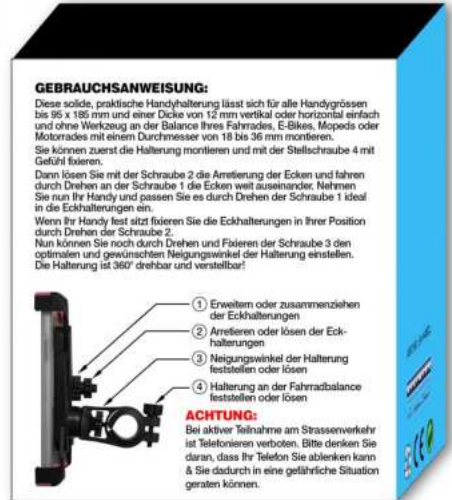 GEBRAUCHSANWEISUNG:
Diese solide, praktische Handyhalterung lässt sich für alle Handygrössen
bis 95 x 185 mm und einer Dicke von 12 mm vertikal oder horizontal einfach
und ohne Werkzeug an der Balance Ihres Fahrrades, E-Bikes, Mopeds oder
Motorrades mit einem Durchmesser von 18 bis 36 mm montieren.
Sie können zuerst die Halterung montieren und mit der Stellschraube 4 mit
Gefühl fixieren.
Dann lösen Sie mit der Schraube 2 die Arretierung der Ecken und fahren
durch Drehen an der Schraube 1 die Ecken weit auseinander. Nehmen
Sie nun Ihr Handy und passen Sie es durch Drehen der Schraube 1 ideal
in die Eckhalterungen ein.
Wenn Ihr Handy fest sitzt fixieren Sie die Eckhalterungen in Ihrer Position
durch Drehen der Schraube 2.
Nun können Sie noch durch Drehen und Fixieren der Schraube 3 den
optimalen und gewünschten Neigungswinkel der Halterung einstellen.
Die Halterung ist 360° drehbar und verstellbar!
1 Erweitern oder zusammenziehen
der Eckhalterungen
2 Arretieren oder lösen der Eck-
halterungen
3 Neigungswinkel der Halterung
feststellen oder lösen
4 Halterung an der Fahrradbalance
feststellen oder lösen
ACHTUNG:
Bei aktiver Teilnahme am Strassenverkehr
ist Telefonieren verboten. Bitte denken Sie
daran, dass Ihr Telefon Sie ablenken kann
& Sie dadurch in eine gefährliche Situation
geraten können.
CE